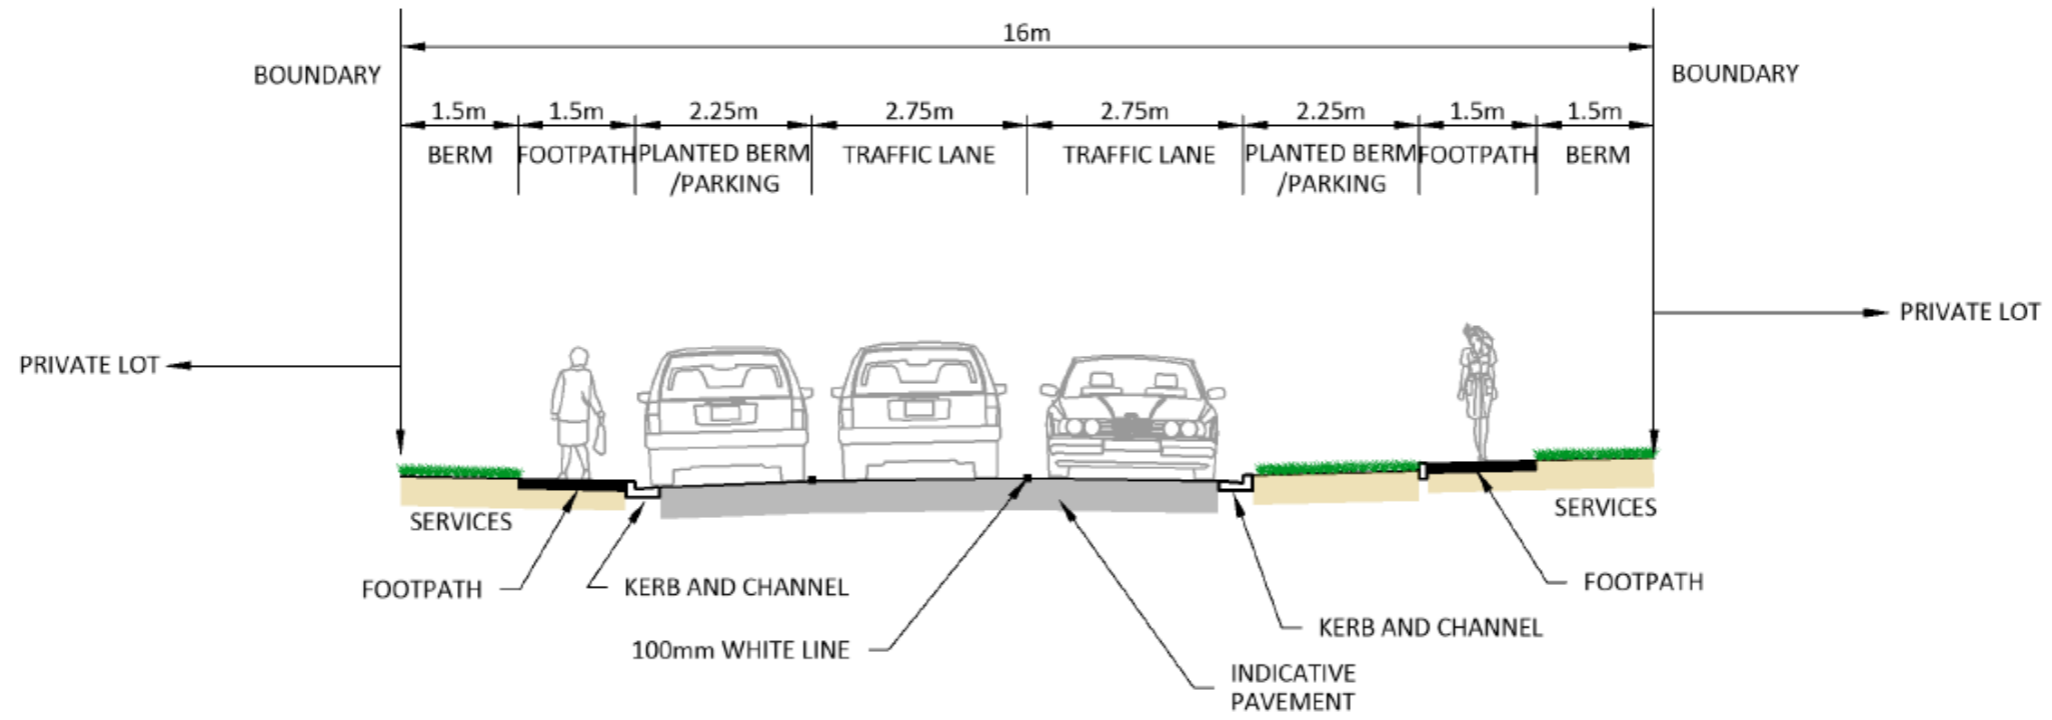 16m
BOUNDARY
BOUNDARY
1.5m 1.5m 2.25m 2.75m 2.75m 2.25m 1.5m 1.5m
BERM FOOTPATH PLANTED BERM TRAFFIC LANE TRAFFIC LANE PLANTED BERM FOOTPATH BERM
/PARKING /PARKING
PRIVATE LOT
PRIVATE LOT
SERVICES
SERVICES
FOOTPATH
KERB AND CHANNEL
FOOTPATH
KERB AND CHANNEL
100mm WHITE LINE
INDICATIVE
PAVEMENT